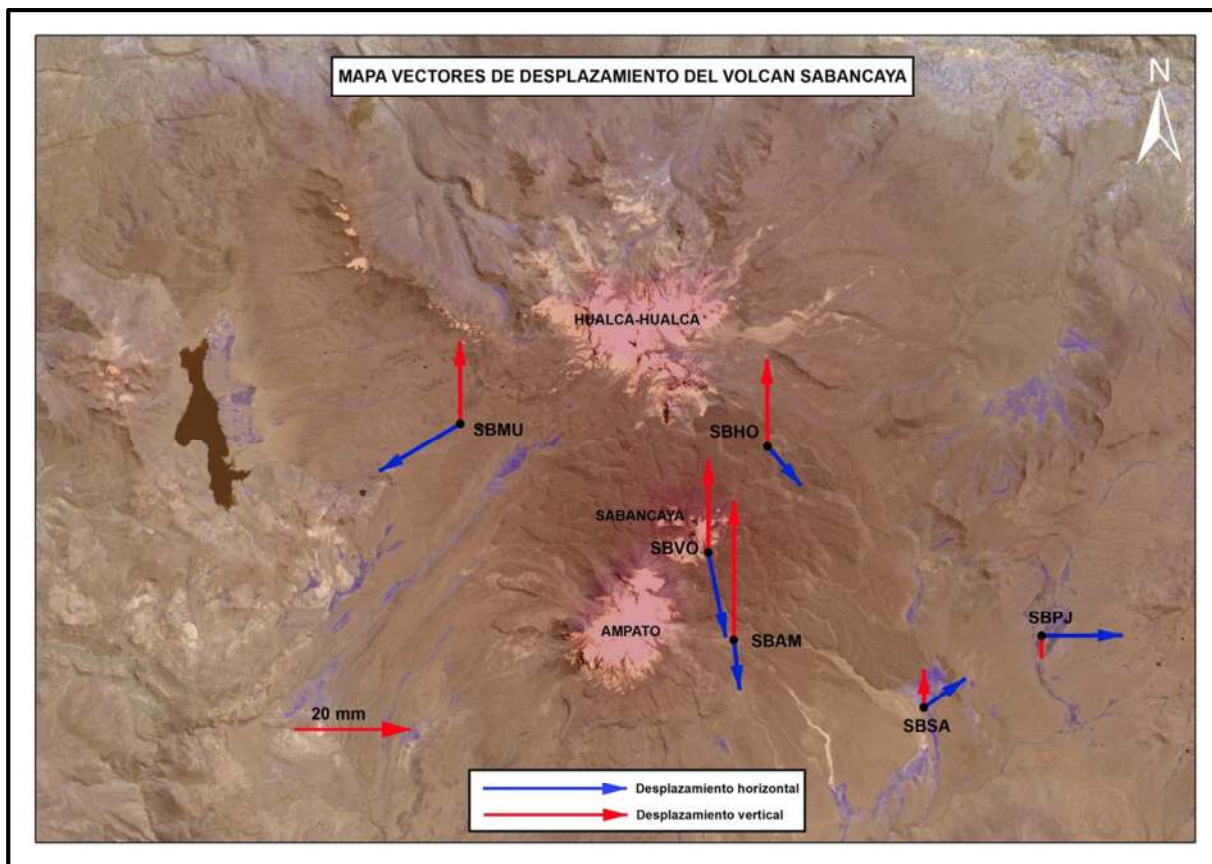 MAPA VECTORES DE DESPLAZAMIENTO DEL VOLCAN SABANCAYA
N
HUALCA-HUALCA
SBMU
SBHO
SABANCAYA
SBVO
AMPATO
SBAM
SBPJ
SBSA
20 mm
Desplazamiento horizontal
Desplazamiento vertical